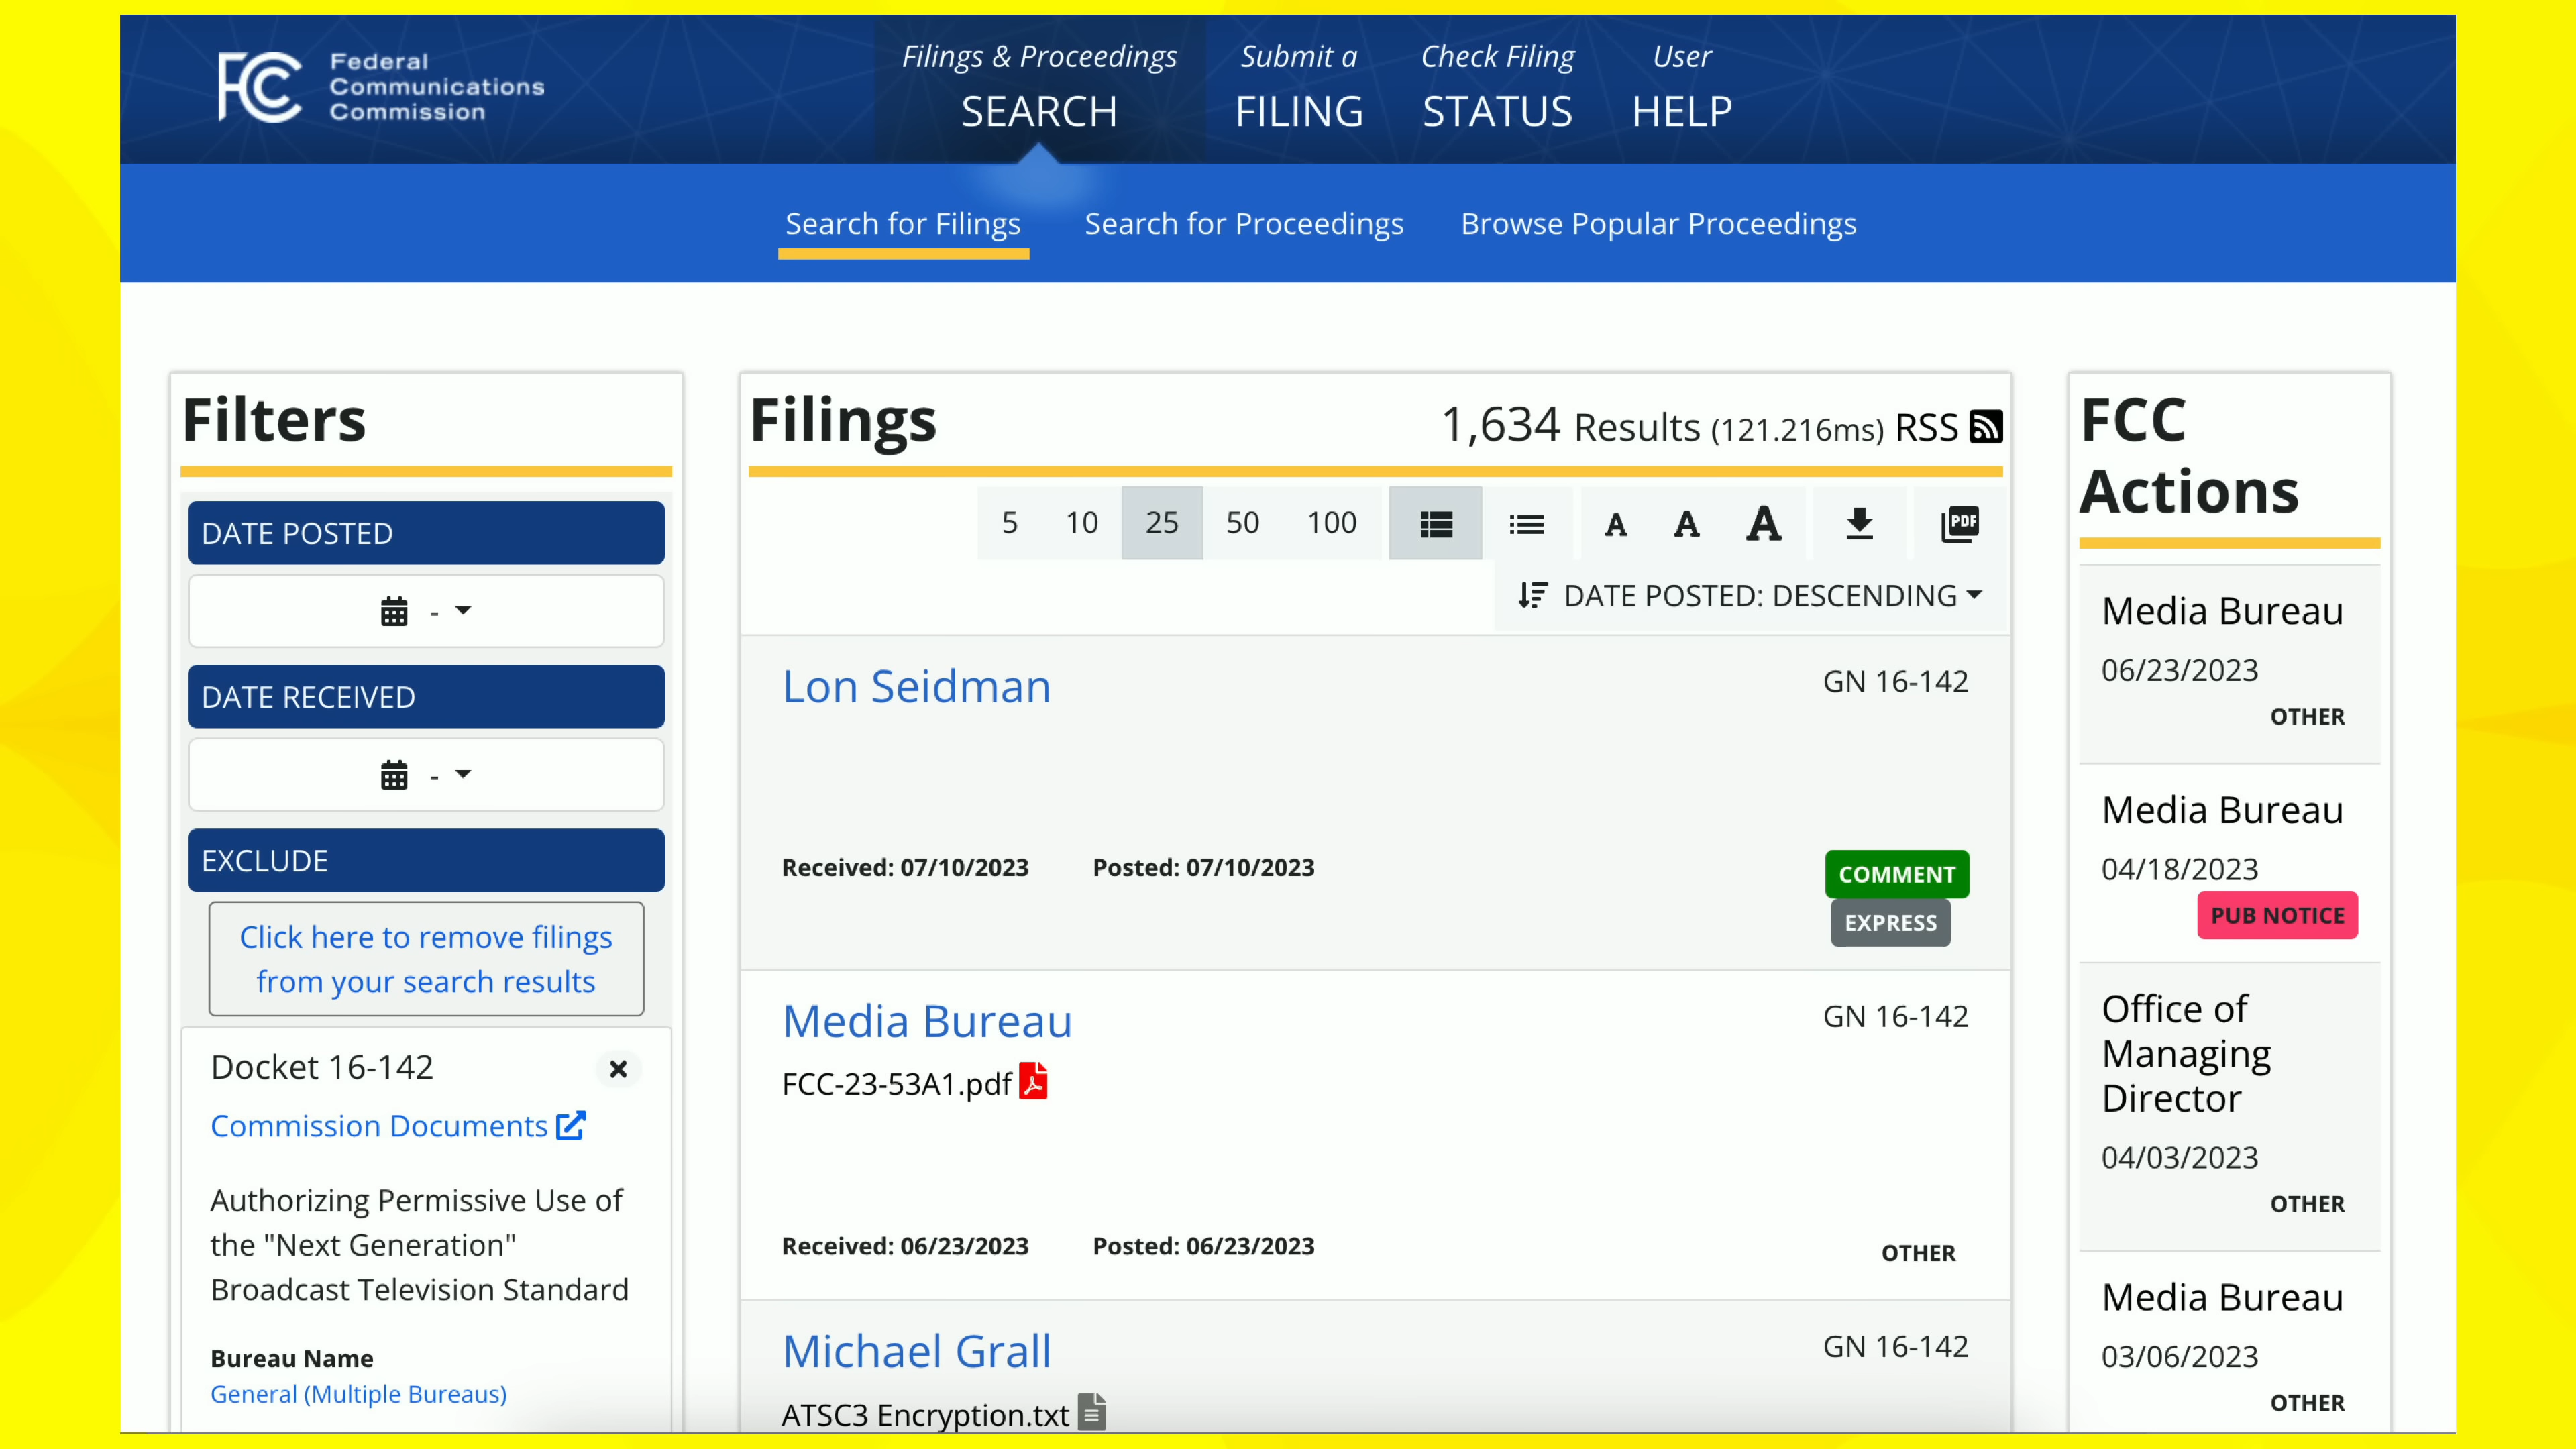 FCC
Federal
Communications
Commission
Filings & Proceedings
SEARCH
Submit a
FILING
Check Filing
STATUS
User
HELP
Search for Filings
Search for Proceedings
Browse Popular Proceedings
Filters
DATE POSTED
-
DATE RECEIVED
-
EXCLUDE
Click here to remove filings
from your search results
Docket 16-142
Commission Documents
Authorizing Permissive Use of
the "Next Generation"
Broadcast Television Standard
Bureau Name
General (Multiple Bureaus)
Filings
1,634 Results (121.216ms) RSS
5 10 25 50 100 A A A PDF
DATE POSTED: DESCENDING
Lon Seidman
GN 16-142
Received: 07/10/2023 Posted: 07/10/2023
COMMENT
EXPRESS
Media Bureau
GN 16-142
FCC-23-53A1.pdf
Received: 06/23/2023 Posted: 06/23/2023
OTHER
Michael Grall
GN 16-142
ATSC3 Encryption.txt
FCC
Actions
Media Bureau
06/23/2023
OTHER
Media Bureau
04/18/2023
PUB NOTICE
Office of
Managing
Director
04/03/2023
OTHER
Media Bureau
03/06/2023
OTHER